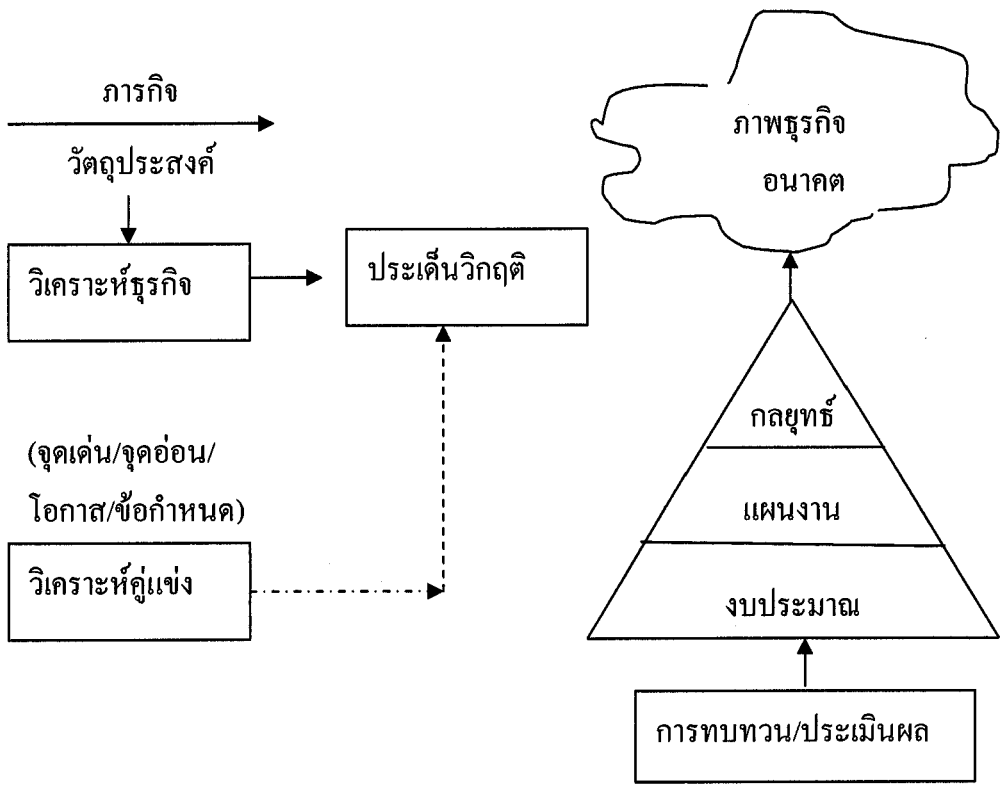 ภารกิจ
วัตถุประสงค์
วิเคราะห์ธุรกิจ
ประเด็นวิกฤติ
(จุดเด่น/จุดอ่อน/
โอกาส/ข้อกำหนด)
วิเคราะห์คู่แข่ง
ภาพธุรกิจ
อนาคต
กลยุทธ์
แผนงาน
งบประมาณ
การทบทวน/ประเมินผล